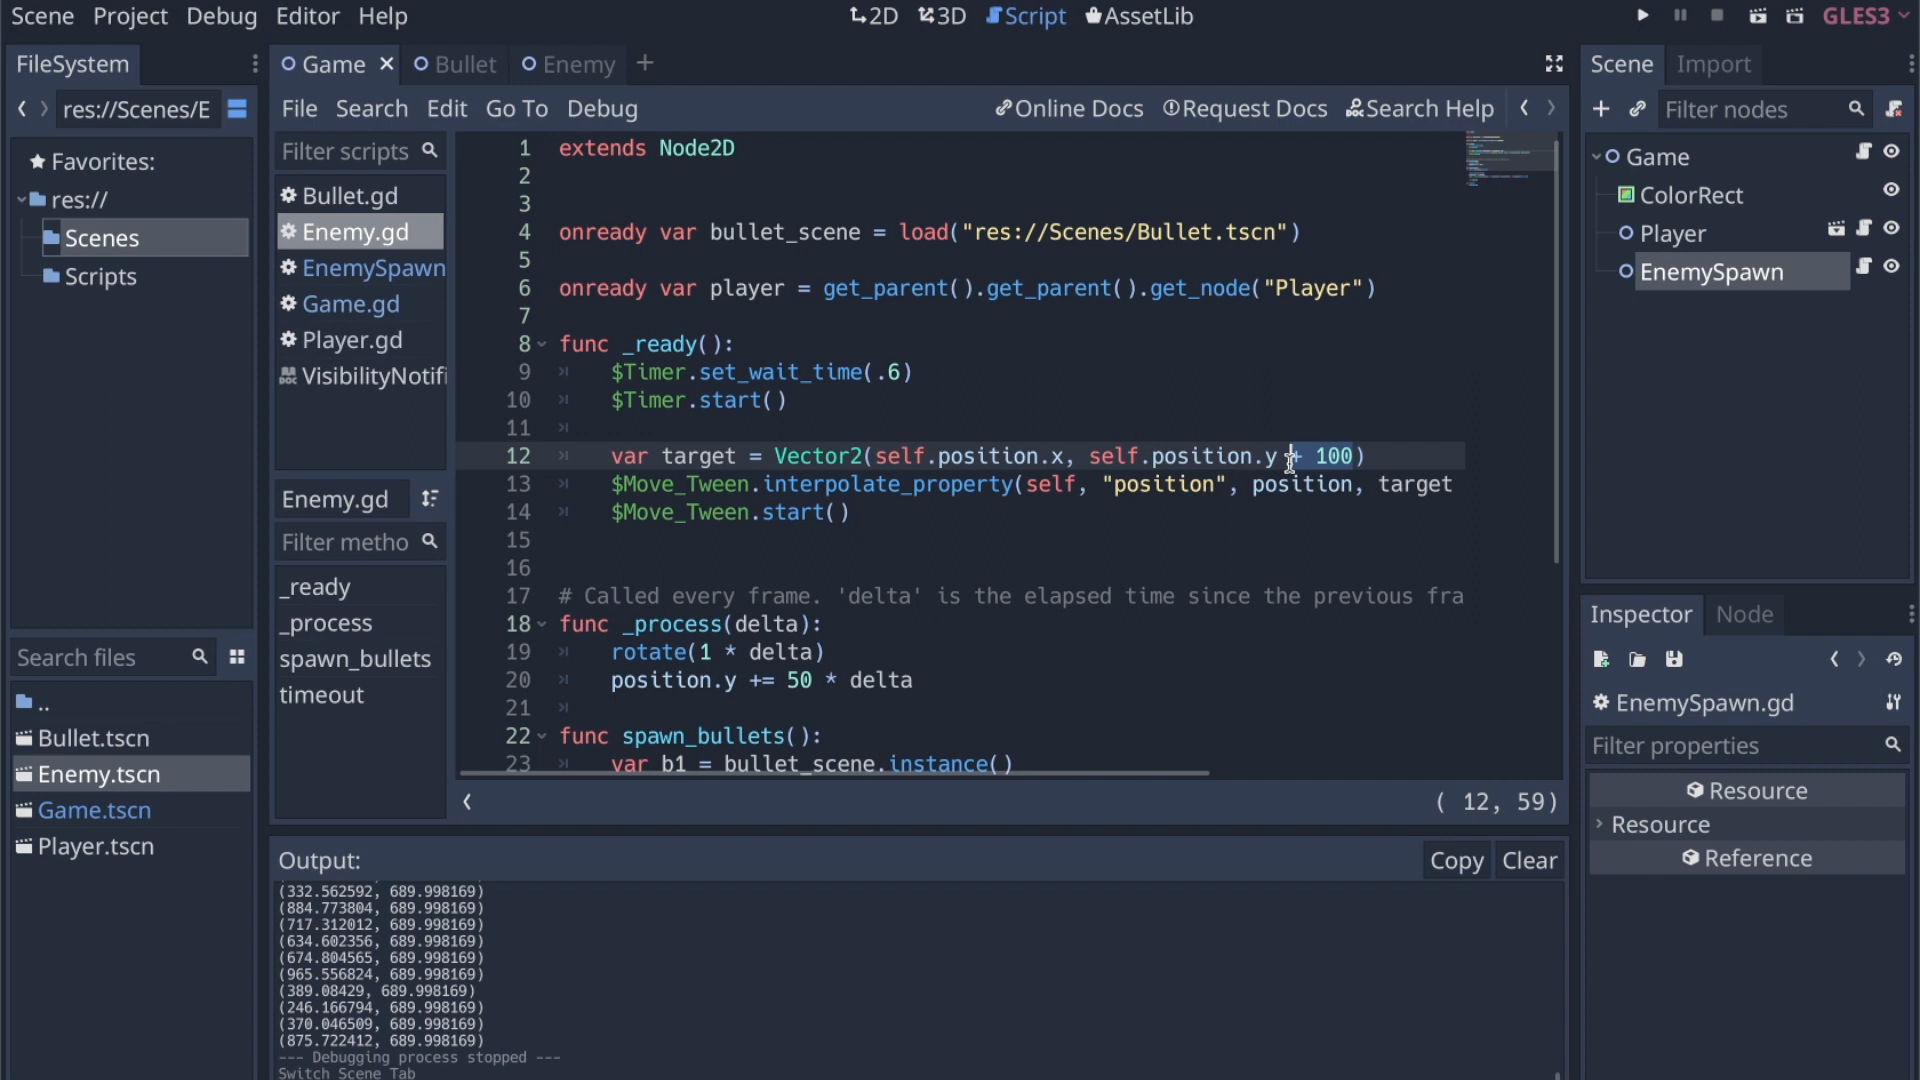 Scene Project Debug Editor Help
2D 3D Script AssetLib
GLES3
FileSystem
res://Scenes/E
Favorites:
res://
Scenes
Scripts
Search files
..
Bullet.tscn
Enemy.tscn
Game.tscn
Player.tscn
Game Bullet Enemy
File Search Edit Go To Debug
Online Docs Request Docs Search Help
Filter scripts
Bullet.gd
Enemy.gd
EnemySpawn
Game.gd
Player.gd
VisibilityNotifi
Enemy.gd
Filter metho
_ready
_process
spawn_bullets
timeout
1 extends Node2D
2
3
4 onready var bullet_scene = load("res://Scenes/Bullet.tscn")
5
6 onready var player = get_parent().get_parent().get_node("Player")
7
8 func _ready():
9 $Timer.set_wait_time(.6)
10 $Timer.start()
11
12 var target = Vector2(self.position.x, self.position.y + 100)
13 $Move_Tween.interpolate_property(self, "position", position, target
14 $Move_Tween.start()
15
16
17 # Called every frame. 'delta' is the elapsed time since the previous fra
18 func _process(delta):
19 rotate(1 * delta)
20 position.y += 50 * delta
21
22 func spawn_bullets():
23 var b1 = bullet_scene.instance()
( 12, 59)
Output: Copy Clear
(332.562592, 689.998169)
(884.773804, 689.998169)
(717.312012, 689.998169)
(634.602356, 689.998169)
(674.804565, 689.998169)
(965.556824, 689.998169)
(389.08429, 689.998169)
(246.166794, 689.998169)
(370.046509, 689.998169)
(875.722412, 689.998169)
--- Debugging process stopped ---
Switch Scene Tab
Scene Import
Filter nodes
Game
ColorRect
Player
EnemySpawn
Inspector Node
EnemySpawn.gd
Filter properties
Resource
Resource
Reference